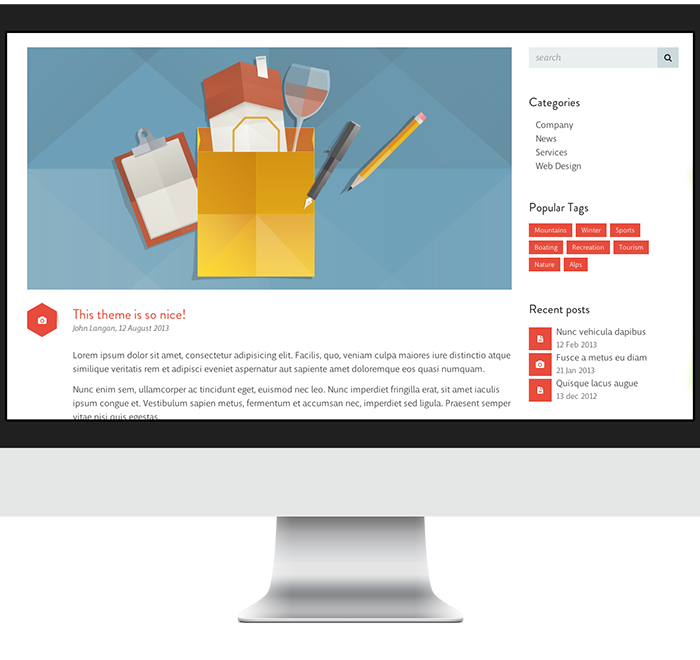 search
Categories
Company
News
Services
Web Design
Popular Tags
Mountains Winter Sports
Boating Recreation Tourism
Nature Alps
Recent posts
Nunc vehicula dapibus
12 Feb 2013
Fusce a metus eu diam
21 Jan 2013
Quisque lacus augue
13 dec 2012
This theme is so nice!
John Langan, 12 August 2013
Lorem ipsum dolor sit amet, consectetur adipisicing elit. Facilis, quo, veniam culpa maiores iure distinctio atque
similique veritatis rem et adipisci eveniet aspernatur aut sapiente amet doloremque eos quasi numquam.
Nunc enim sem, ullamcorper ac tincidunt eget, euismod nec leo. Nunc imperdiet fringilla erat, sit amet iaculis
ipsum congue et. Vestibulum sapien metus, fermentum et accumsan nec, imperdiet sed ligula. Praesent semper
vitae nisi quis egestas.